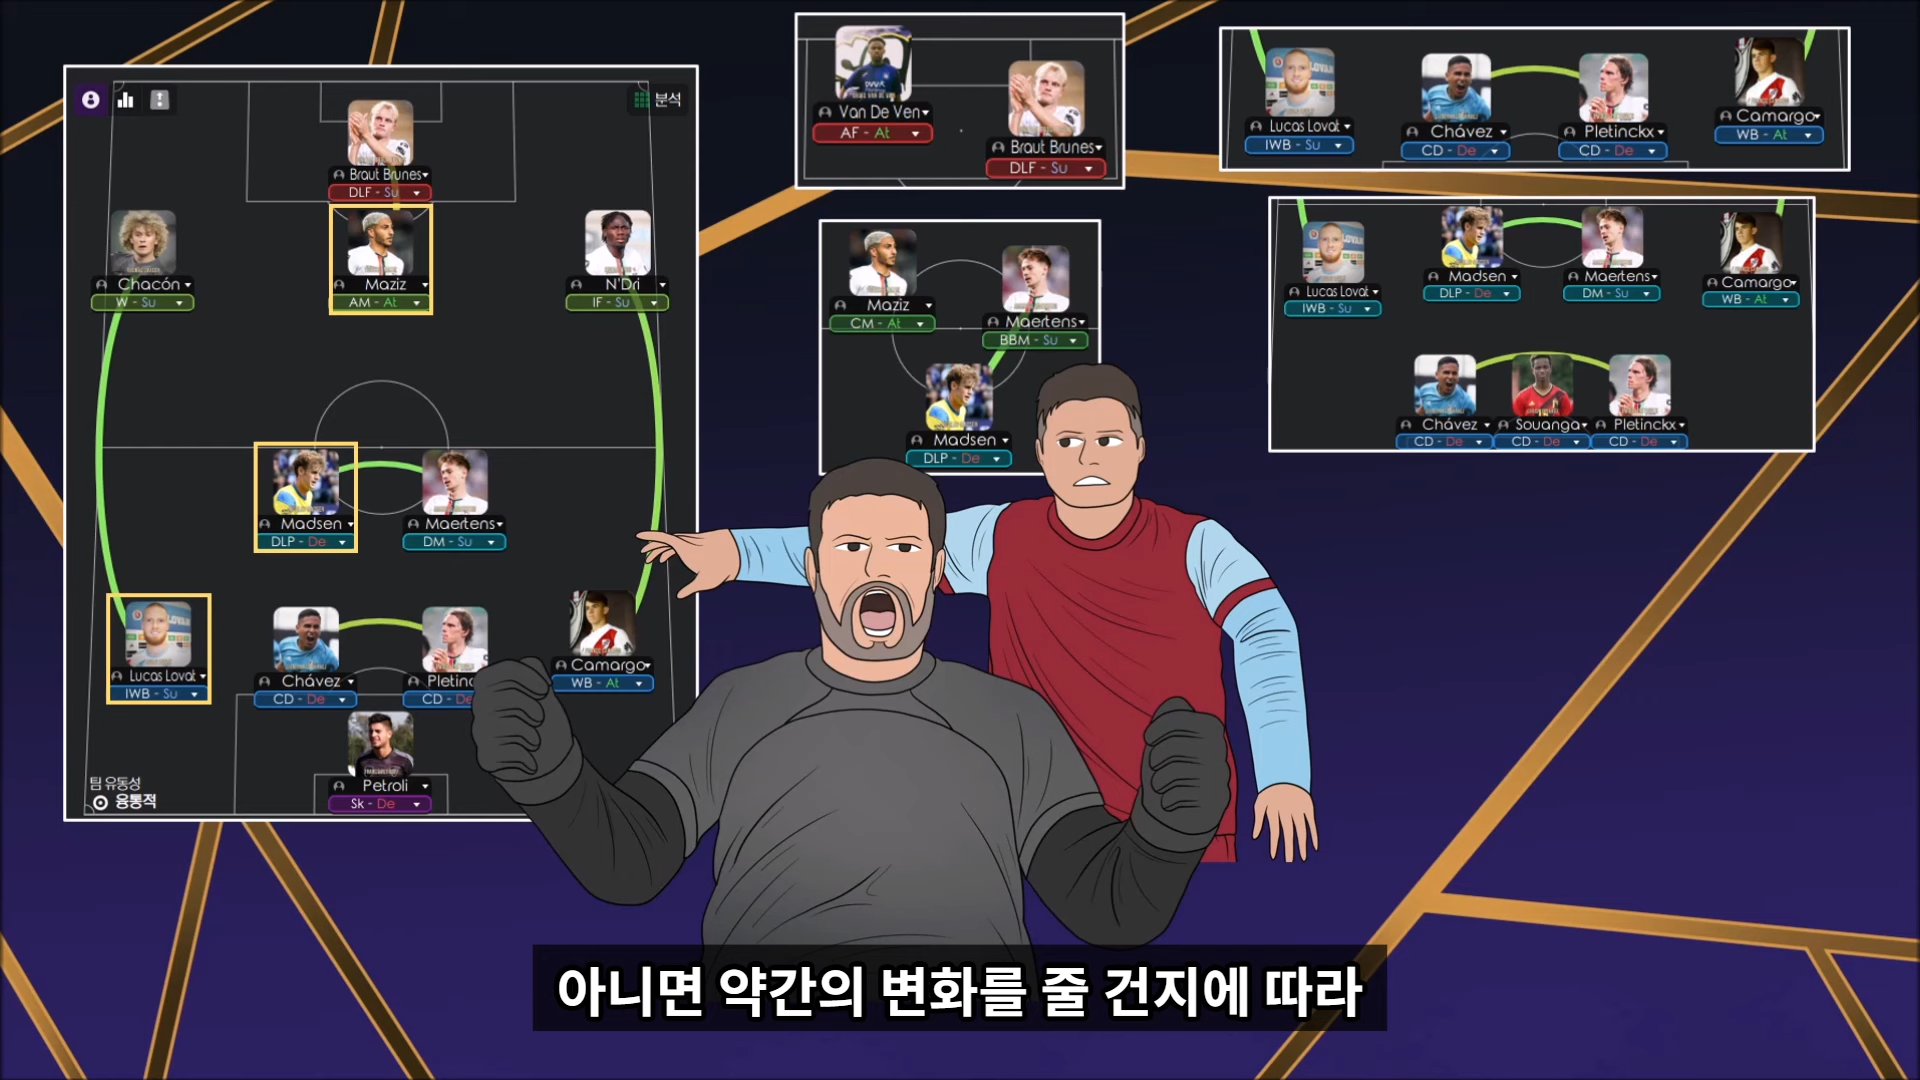 분석
Braut Brunes
DLF - Su
Chacón
W - Su
Maziz
AM - At
N'Dri
IF - Su
Madsen
DLP - De
Maertens
DM - Su
Lucas Lovat
IWB - Su
Chávez
CD - De
Pletinc
CD - De
Camargo
WB - At
Petroli
Sk - De
팀 유동성
융통적
Van De Ven
AF - At
Braut Brunes
DLF - Su
Maziz
CM - At
Maertens
BBM - Su
Madsen
DLP - De
Lucas Lovat
IWB - Su
Chávez
CD - De
Pletinckx
CD - De
Camargo
WB - At
Lucas Lovat
IWB - Su
Madsen
DLP - De
Maertens
DM - Su
Camargo
WB - At
Chávez
CD - De
Souanga
CD - De
Pletinckx
CD - De
아니면 약간의 변화를 줄 건지에 따라